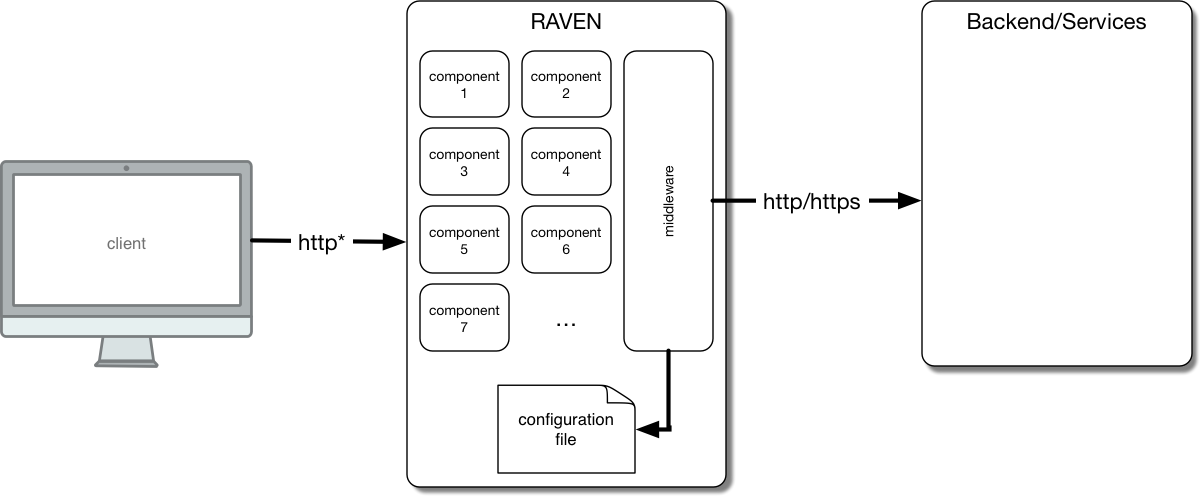 RAVEN
Backend/Services
component
1
component
2
component
3
component
4
component
5
component
6
component
7
...
middleware
client
http*
http/https
configuration
file